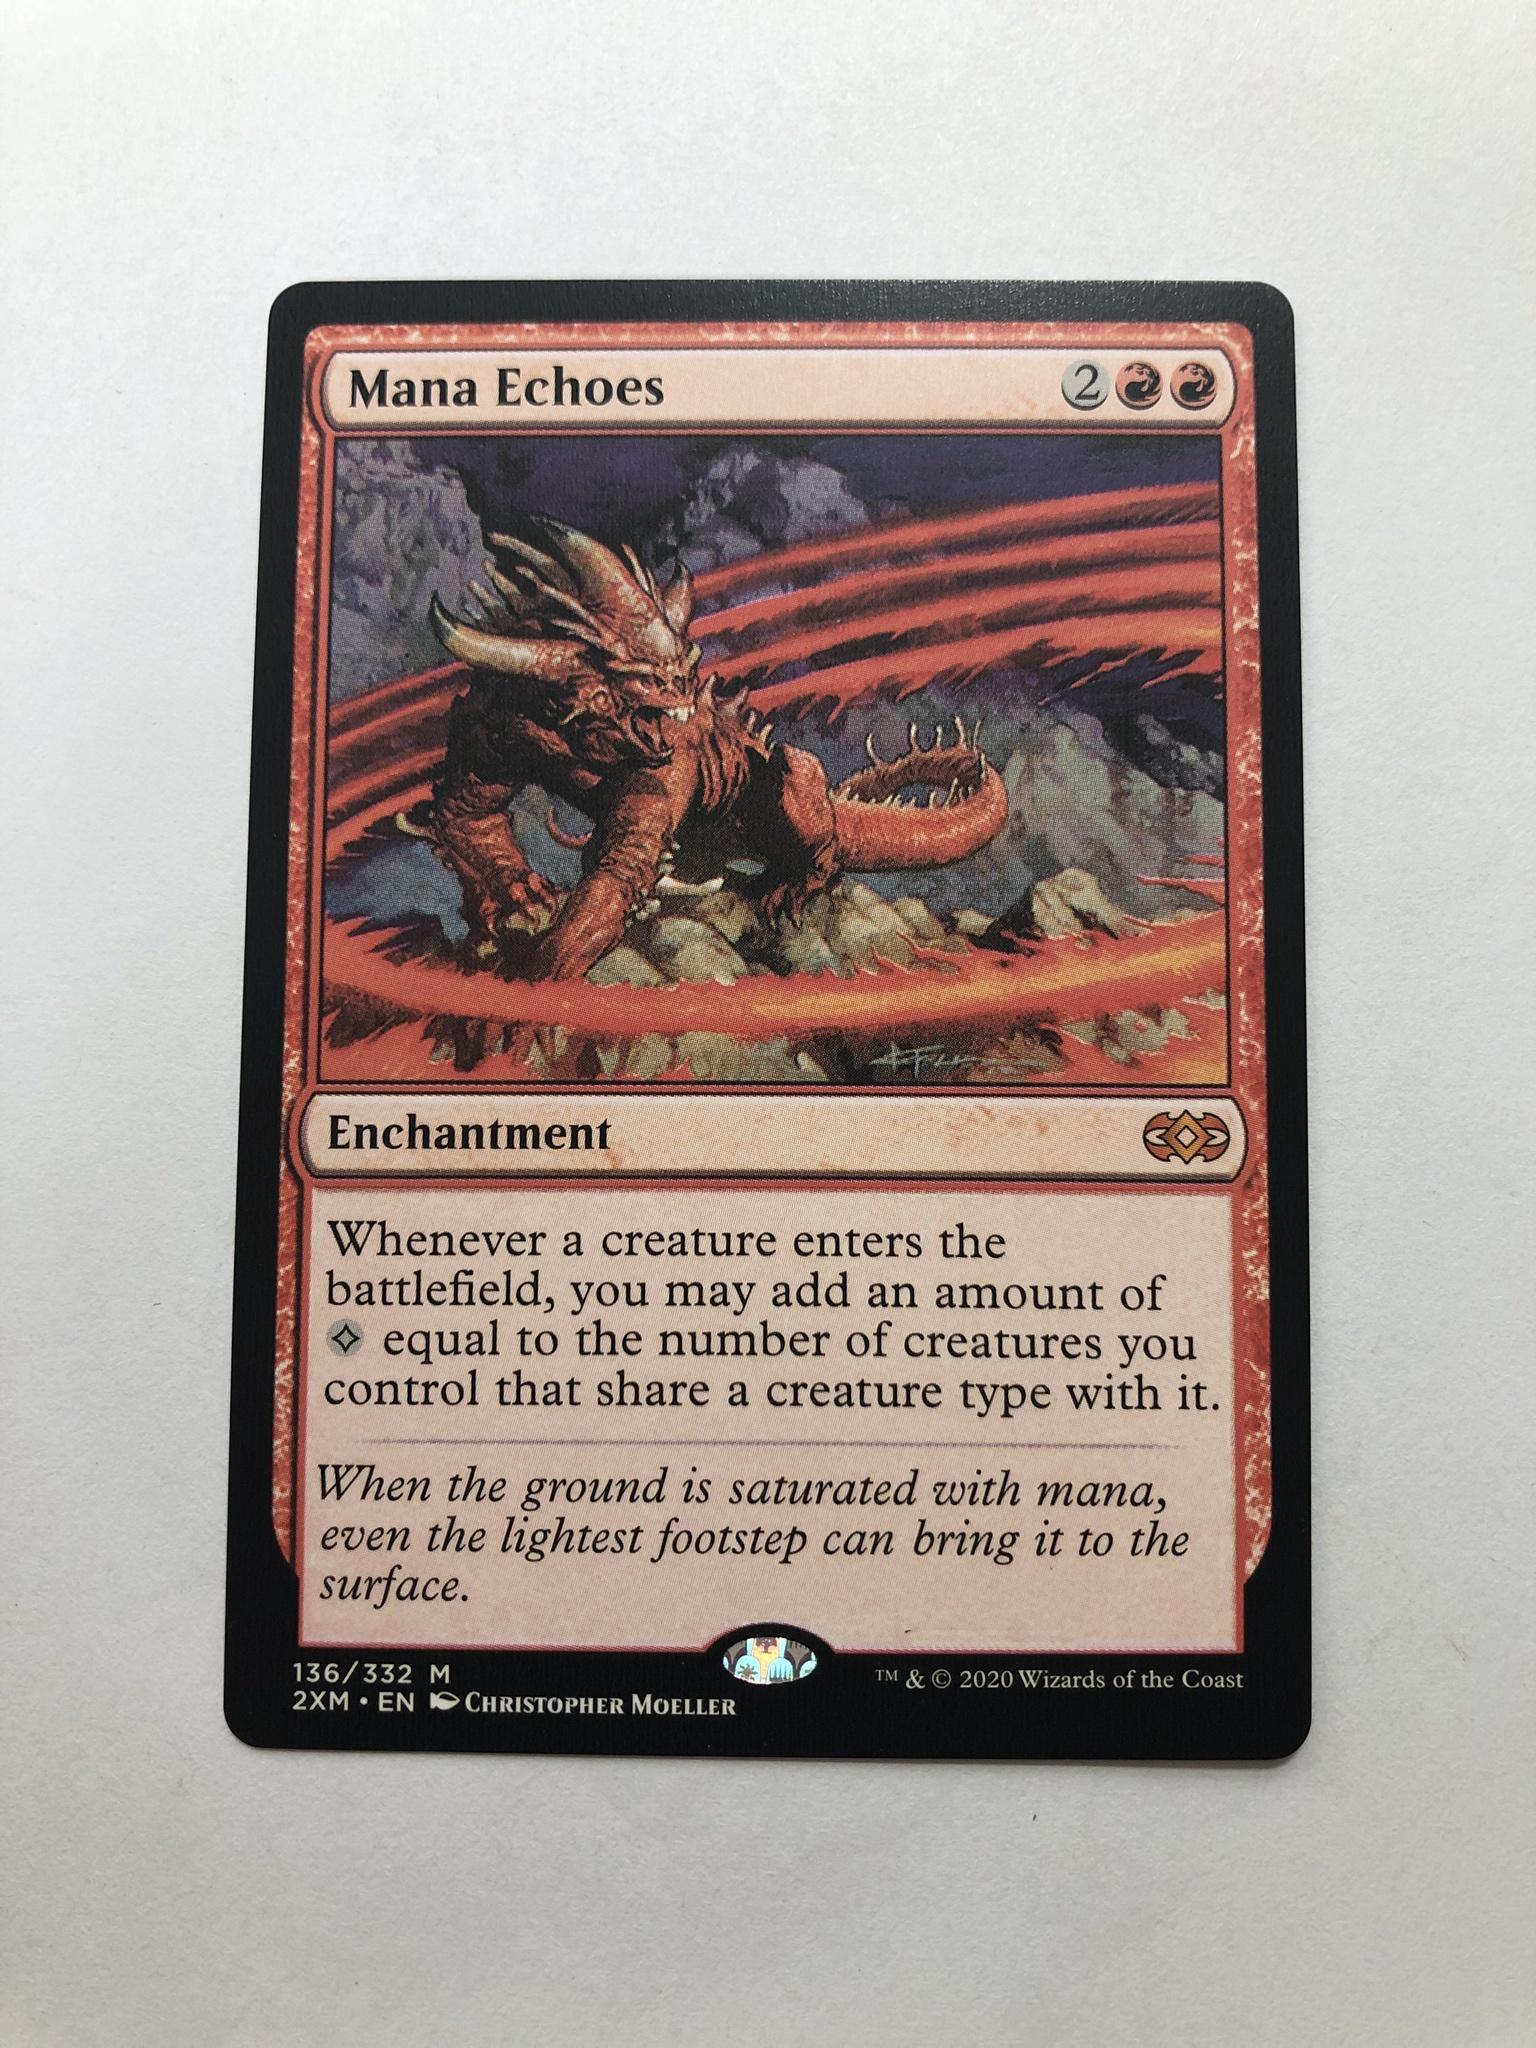 Mana Echoes 2
Enchantment
Whenever a creature enters the
battlefield, you may add an amount of
equal to the number of creatures you
control that share a creature type with it.
When the ground is saturated with mana,
even the lightest footstep can bring it to the
surface.
136/332 M
2XM • EN CHRISTOPHER MOELLER
™ & © 2020 Wizards of the Coast